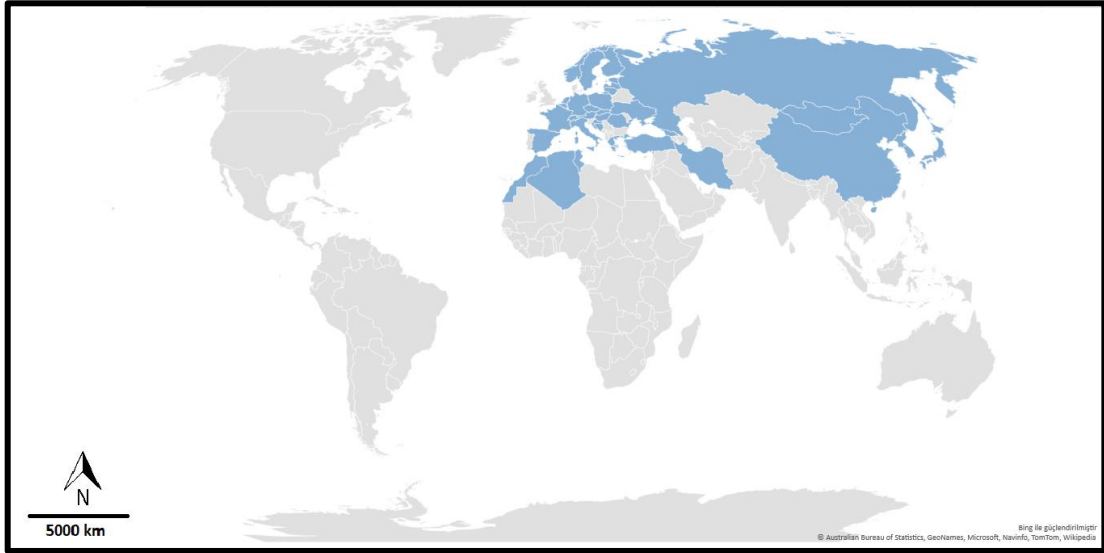 N
5000 km
Bing ile güçlendirilmiştir
© Australian Bureau of Statistics, GeoNames, Microsoft, Navinfo, TomTom, Wikipedia